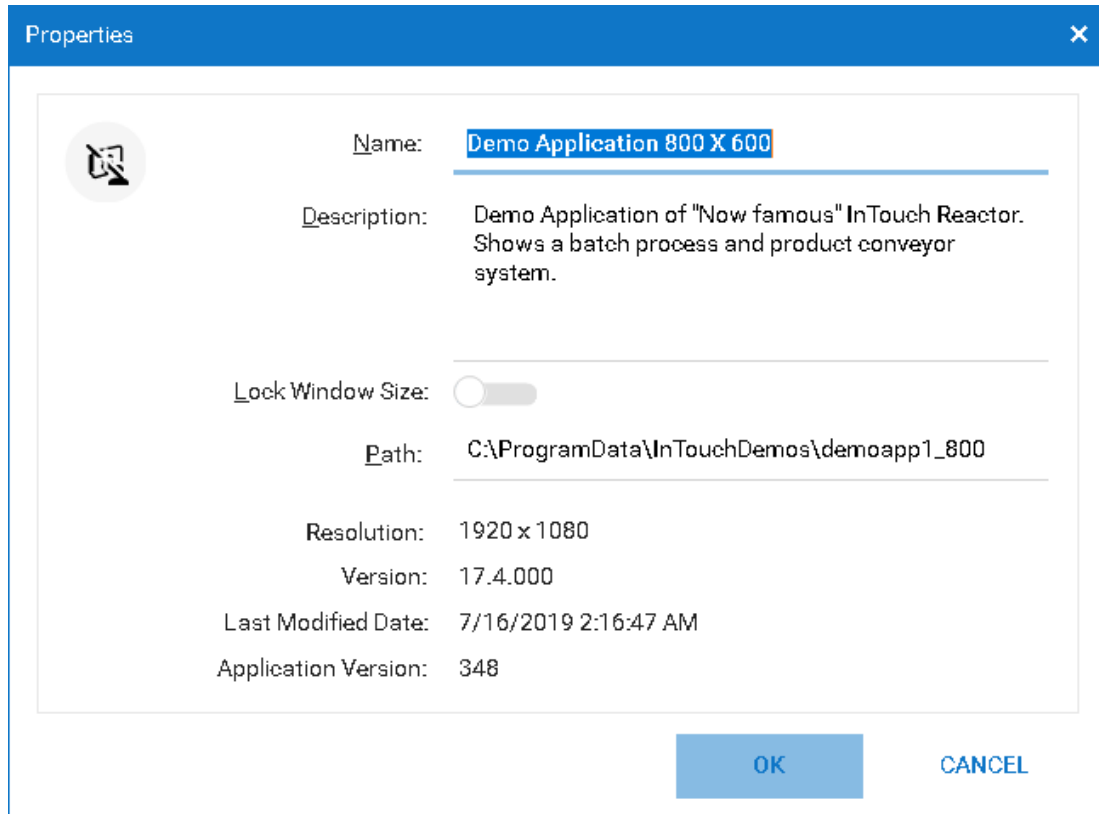 Properties
Name: Demo Application 800 X 600
Description: Demo Application of "Now famous" InTouch Reactor.
Shows a batch process and product conveyor
system.
Lock Window Size:
Path: C:\ProgramData\InTouchDemos\demoapp1_800
Resolution: 1920 x 1080
Version: 17.4.000
Last Modified Date: 7/16/2019 2:16:47 AM
Application Version: 348
OK CANCEL